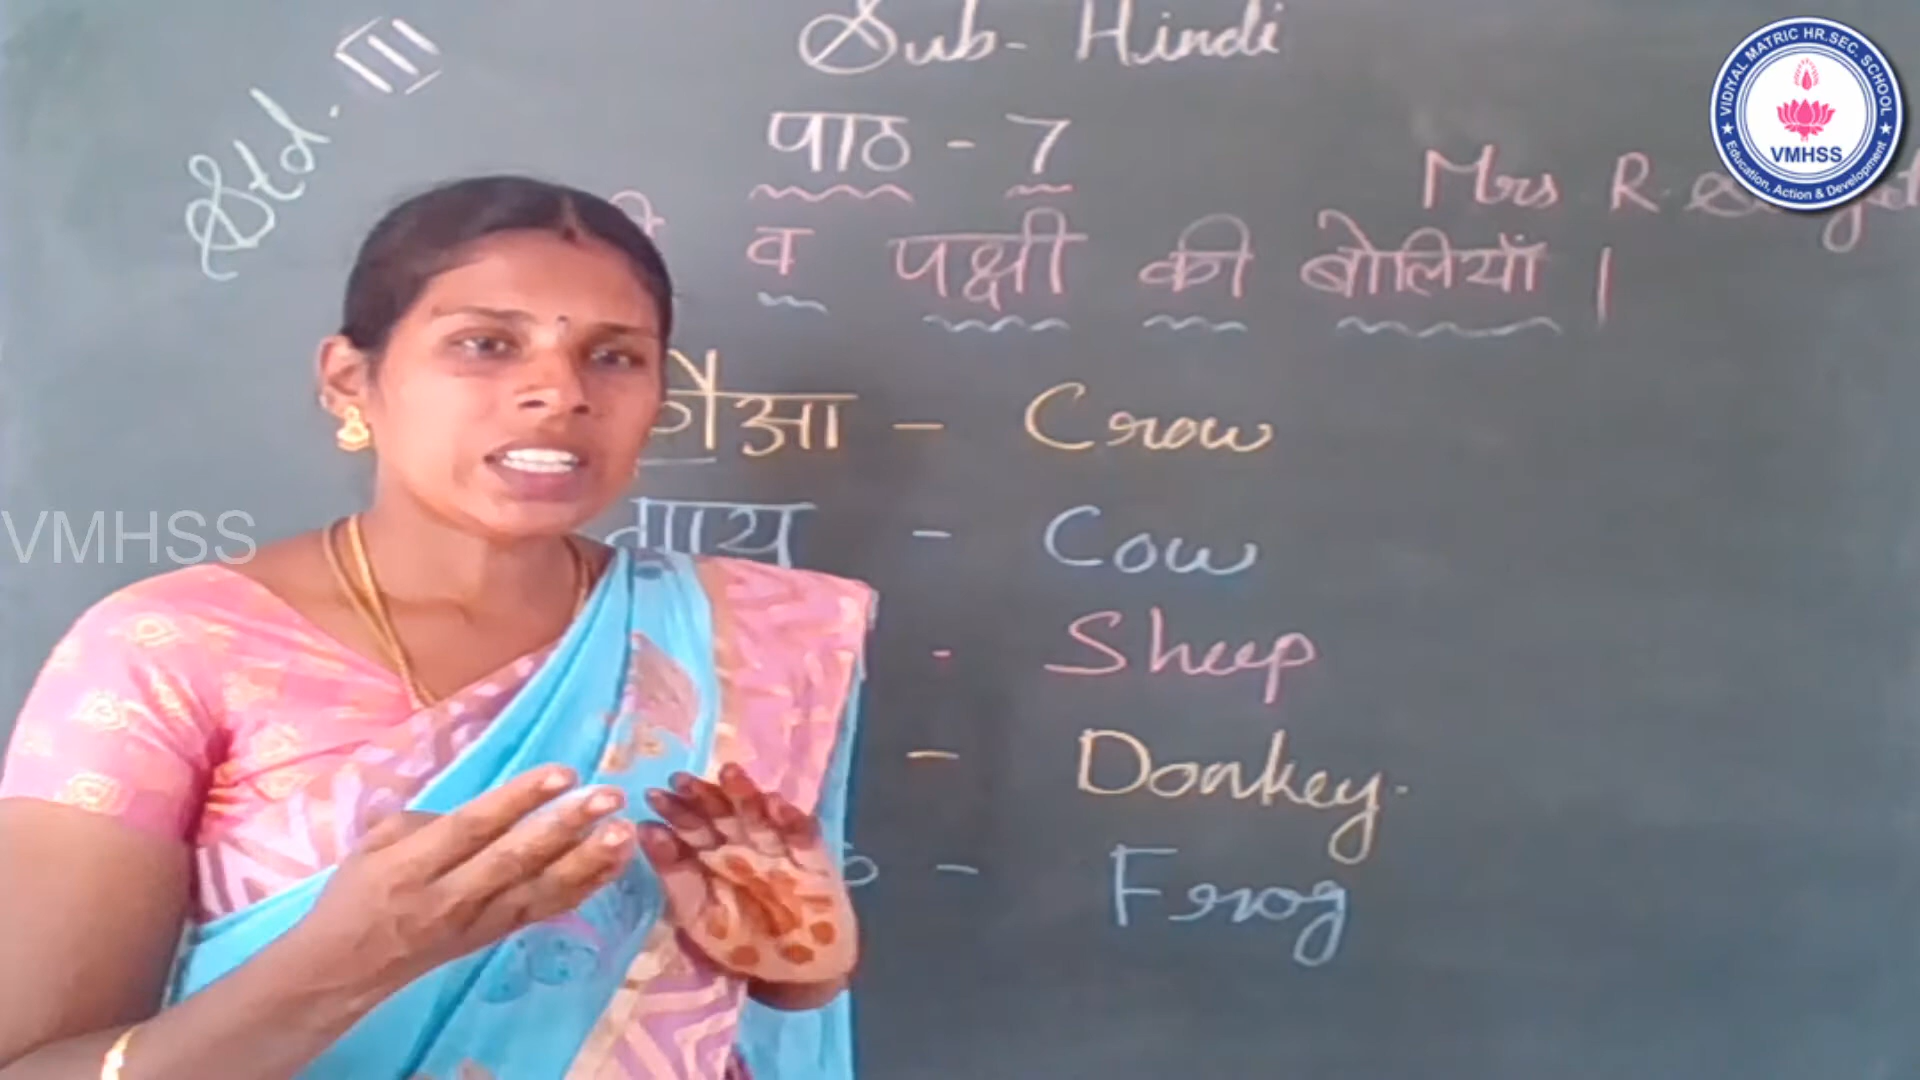 Sub- Hindi
Std. III
पाठ - 7
Mrs R.
व पक्षी की बोलियाँ ।
कौआ - Crow
गाय - Cow
- Sheep
- Donkey.
- Frog
VMHSS
VIDIYAL MATRIC HR.SEC. SCHOOL
VMHSS
Education, Action & Development